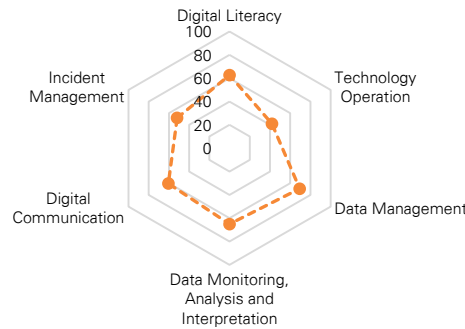 Digital Literacy
100
80
60
40
20
0
Technology
Operation
Data Management
Data Monitoring,
Analysis and
Interpretation
Digital
Communication
Incident
Management